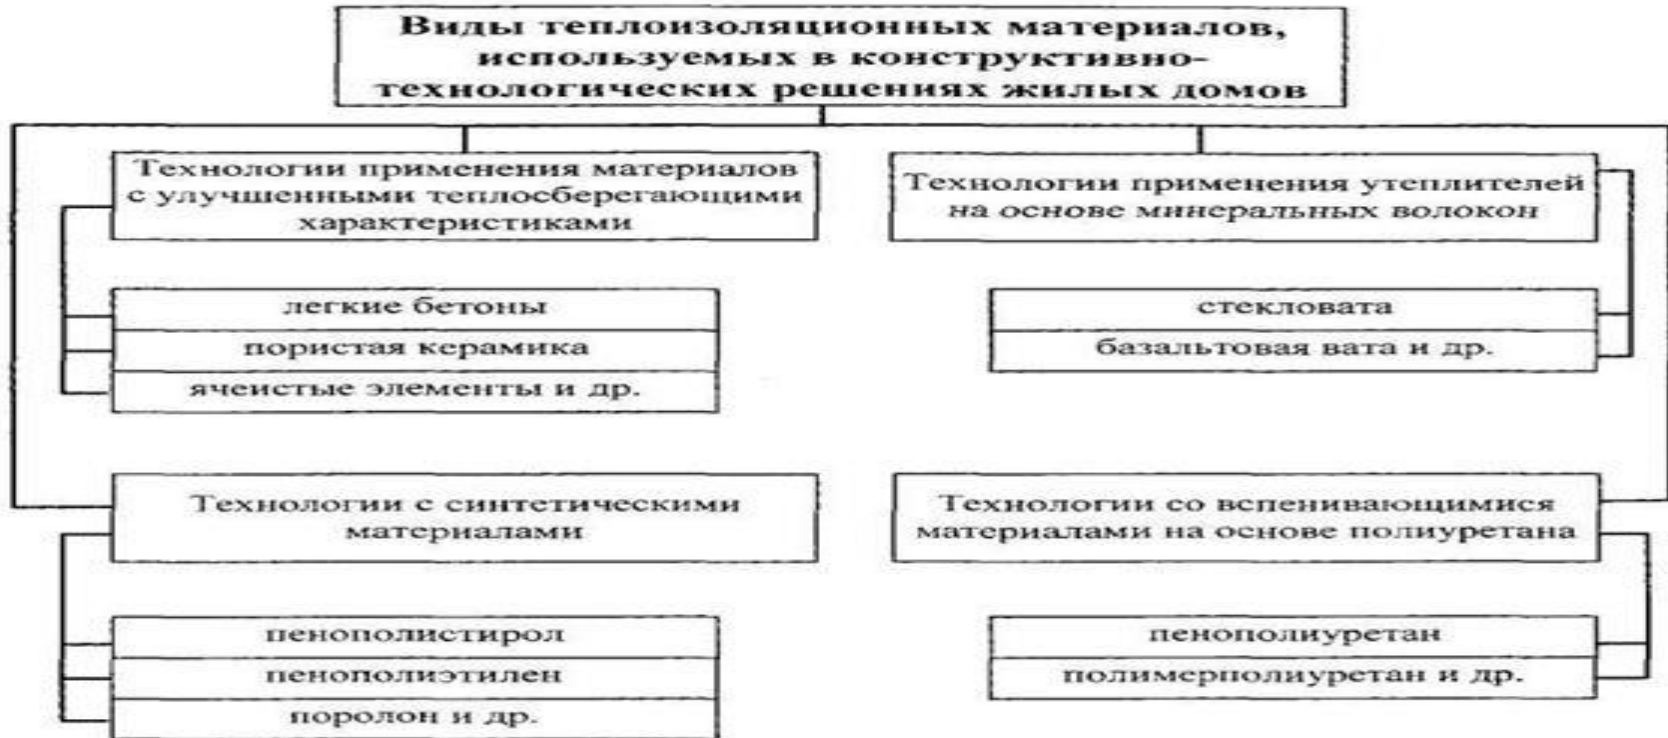 Виды теплоизоляционных материалов,
используемых в конструктивно-
технологических решениях жилых домов
Технологии применения материалов
с улучшенными теплосберегающими
характеристиками
легкие бетоны
пористая керамика
ячеистые элементы и др.
Технологии применения утеплителей
на основе минеральных волокон
стекловата
базальтовая вата и др.
Технологии с синтетическими
материалами
пенополистирол
пенополиэтилен
поролон и др.
Технологии со вспенивающимися
материалами на основе полиуретана
пенополиуретан
полимерполиуретан и др.